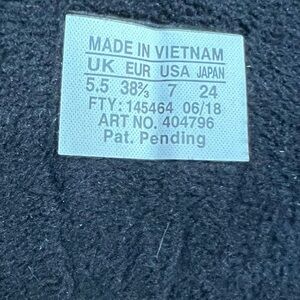 MADE IN VIETNAM
UK EUR USA JAPAN
5.5 38⅔ 7 24
FTY: 145464 06/18
ART NO. 404796
Pat. Pending